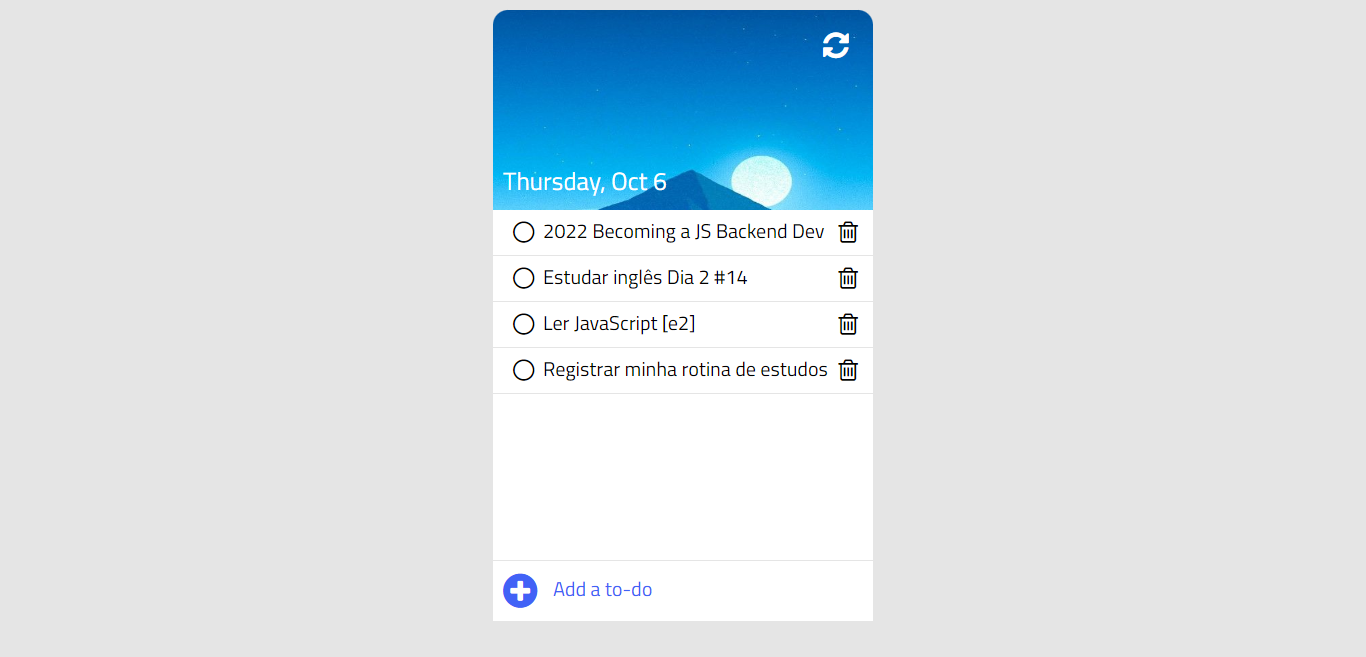 Thursday, Oct 6
2022 Becoming a JS Backend Dev
Estudar inglês Dia 2 #14
Ler JavaScript [e2]
Registrar minha rotina de estudos
Add a to-do